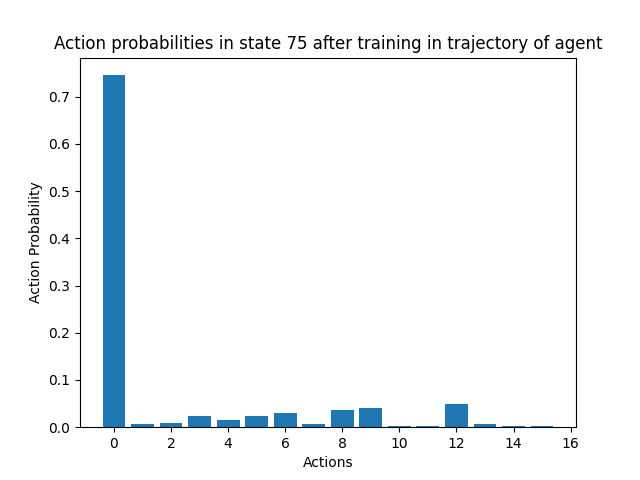 Action probabilities in state 75 after training in trajectory of agent
Action Probability
0.7
0.6
0.5
0.4
0.3
0.2
0.1
0.0
0 2 4 6 8 10 12 14 16
Actions